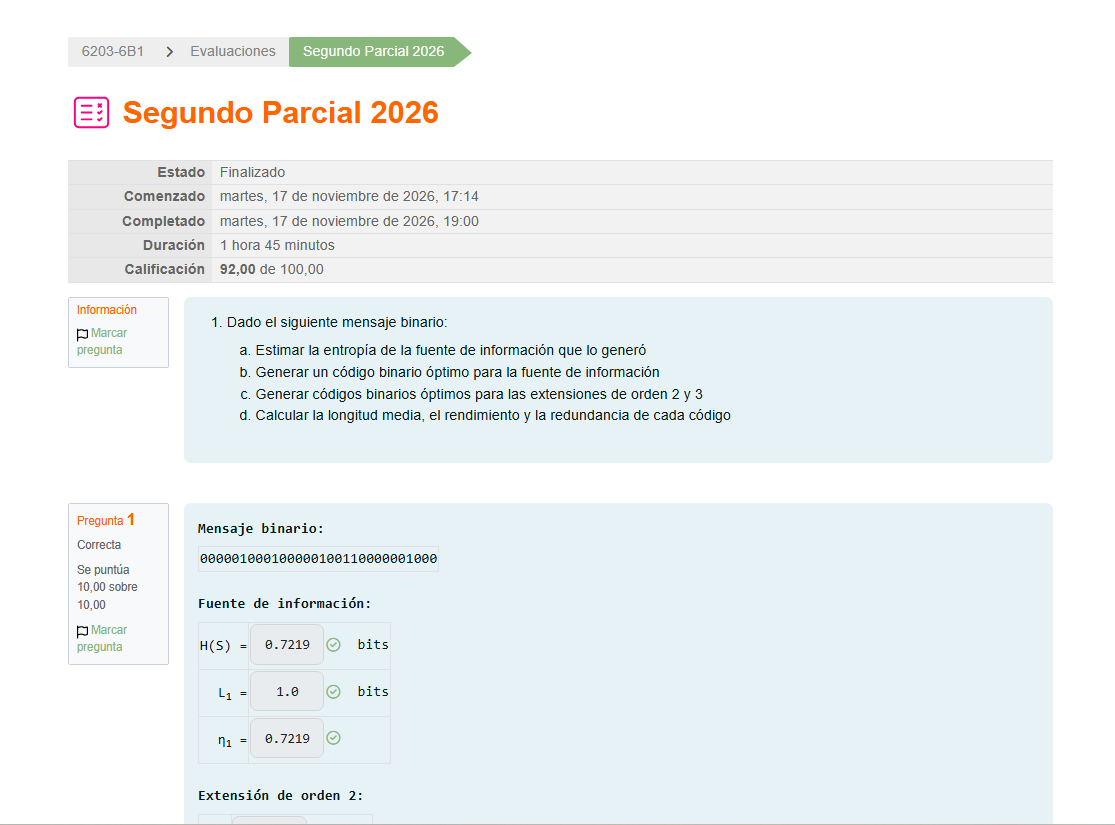 6203-6B1 > Evaluaciones Segundo Parcial 2026
Segundo Parcial 2026
Estado Finalizado
Comenzado martes, 17 de noviembre de 2026, 17:14
Completado martes, 17 de noviembre de 2026, 19:00
Duración 1 hora 45 minutos
Calificación 92,00 de 100,00
Información
Marcar
pregunta
1. Dado el siguiente mensaje binario:
a. Estimar la entropía de la fuente de información que lo generó
b. Generar un código binario óptimo para la fuente de información
c. Generar códigos binarios óptimos para las extensiones de orden 2 y 3
d. Calcular la longitud media, el rendimiento y la redundancia de cada código
Pregunta 1
Correcta
Se puntúa
10,00 sobre
10,00
Marcar
pregunta
Mensaje binario:
000001000100000100110000001000
Fuente de información:
H(S) = 0.7219 bits
L₁ = 1.0 bits
η₁ = 0.7219
Extensión de orden 2: